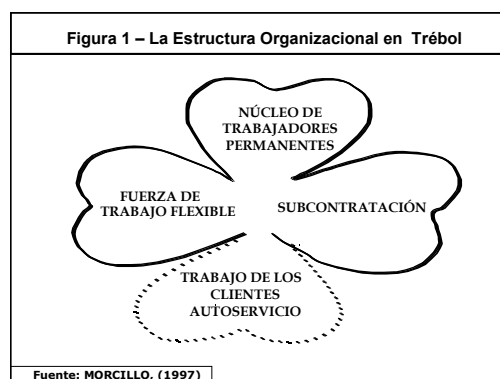 Figura 1 – La Estructura Organizacional en Trébol
NÚCLEO DE
TRABAJADORES
PERMANENTES
FUERZA DE
TRABAJO FLEXIBLE
SUBCONTRATACIÓN
TRABAJO DE LOS
CLIENTES
AUTOSERVICIO
Fuente: MORCILLO, (1997)